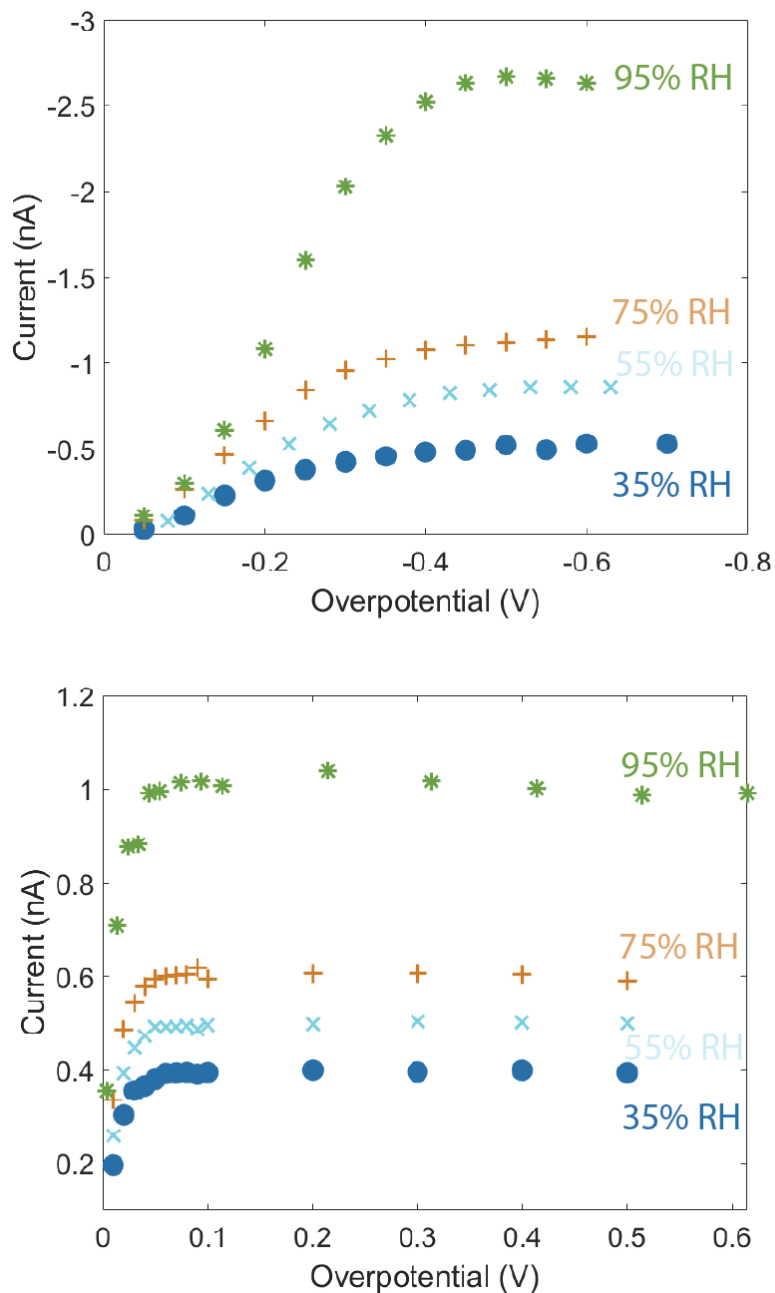 -3
95% RH
-2.5
-2
Current (nA)
-1.5
75% RH
-1
55% RH
-0.5
35% RH
0
0 -0.2 -0.4 -0.6 -0.8
Overpotential (V)
1.2
95% RH
1
0.8
Current (nA)
75% RH
0.6
55% RH
0.4
35% RH
0.2
0 0.1 0.2 0.3 0.4 0.5 0.6
Overpotential (V)